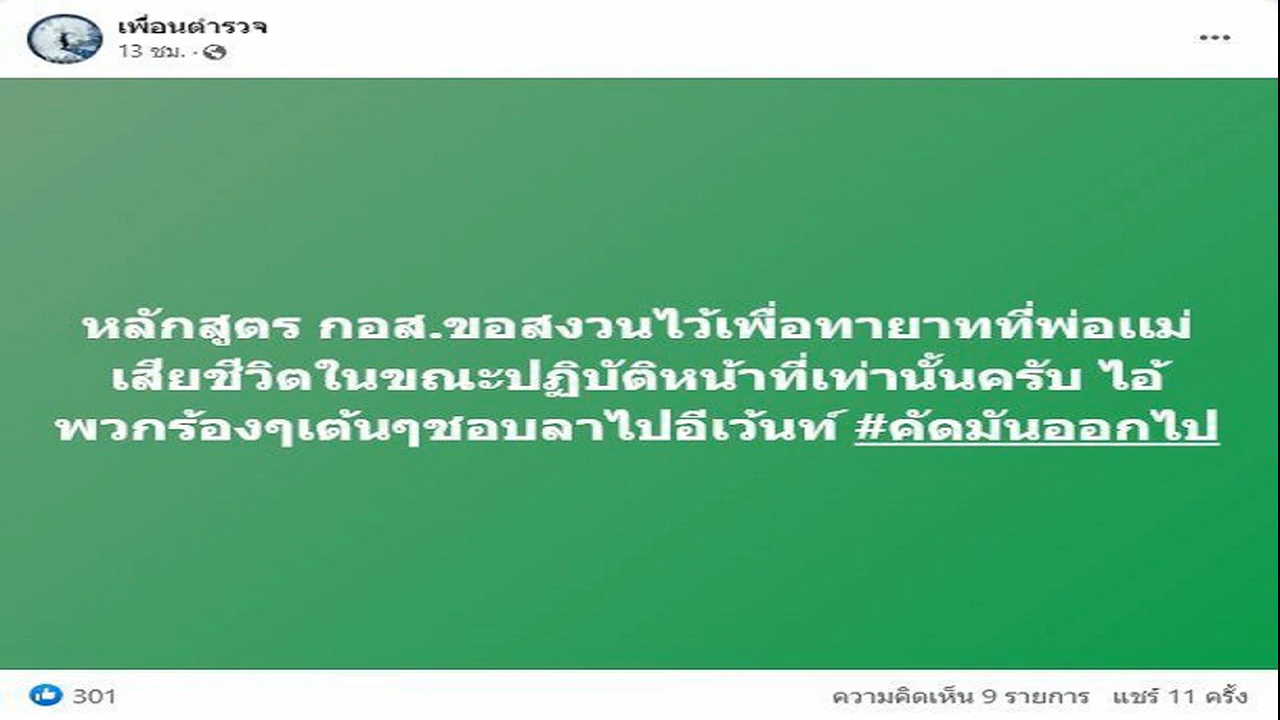 เพื่อนตำรวจ
13 ชม. ·
หลักสูตร กอส.ขอสงวนไว้เพื่อทายาทที่พ่อแม่
เสียชีวิตในขณะปฏิบัติหน้าที่เท่านั้นครับ ไอ้
พวกร้องๆเต้นๆชอบลาไปอีเว้นท์ #คัดมันออกไป
301
ความคิดเห็น 9 รายการ แชร์ 11 ครั้ง